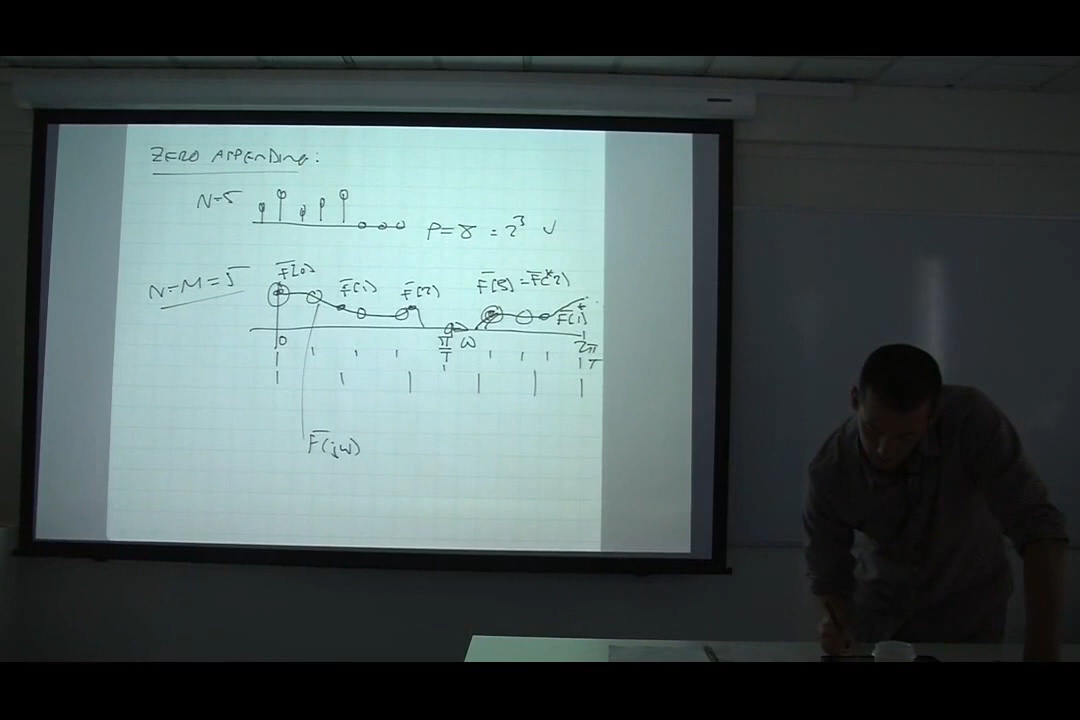 ZERO APPENDING:
N=5
P=8 = 2³ ✓
N=M=5
F̅[0] F̅(1) F̅(2) F̅(3) = F̅(*2)
F̅(1)
0 π/T ω 2π/T
F̅(jω)